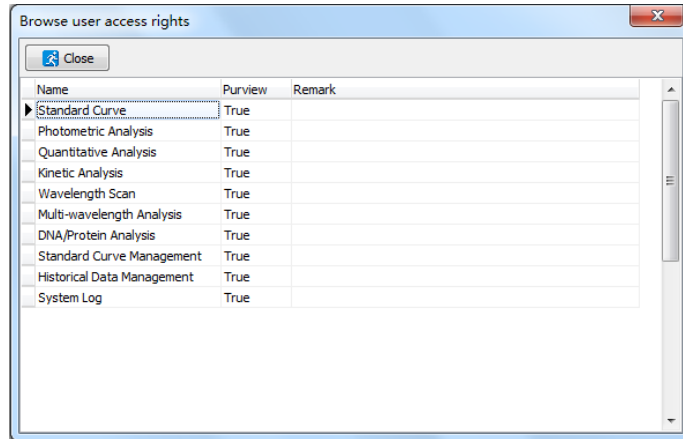 Browse user access rights
Close
Name Purview Remark
Standard Curve True
Photometric Analysis True
Quantitative Analysis True
Kinetic Analysis True
Wavelength Scan True
Multi-wavelength Analysis True
DNA/Protein Analysis True
Standard Curve Management True
Historical Data Management True
System Log True